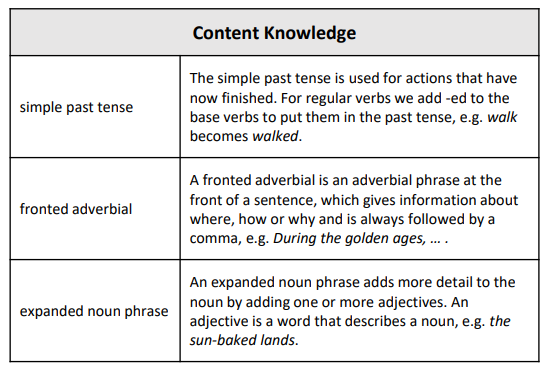 Content Knowledge
simple past tense
The simple past tense is used for actions that have
now finished. For regular verbs we add -ed to the
base verbs to put them in the past tense, e.g. walk
becomes walked.
fronted adverbial
A fronted adverbial is an adverbial phrase at the
front of a sentence, which gives information about
where, how or why and is always followed by a
comma, e.g. During the golden ages, … .
expanded noun phrase
An expanded noun phrase adds more detail to the
noun by adding one or more adjectives. An
adjective is a word that describes a noun, e.g. the
sun-baked lands.